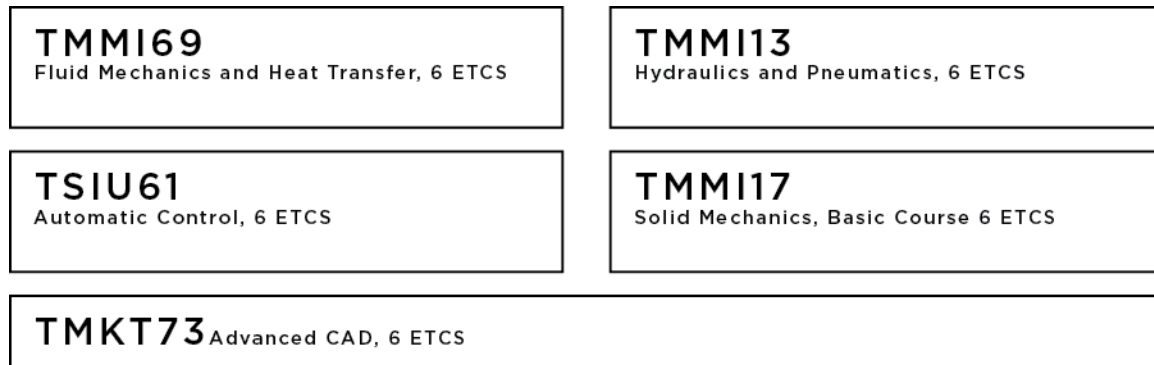 TMMI69
Fluid Mechanics and Heat Transfer, 6 ETCS
TMMI13
Hydraulics and Pneumatics, 6 ETCS
TSIU61
Automatic Control, 6 ETCS
TMMI17
Solid Mechanics, Basic Course 6 ETCS
TMKT73 Advanced CAD, 6 ETCS